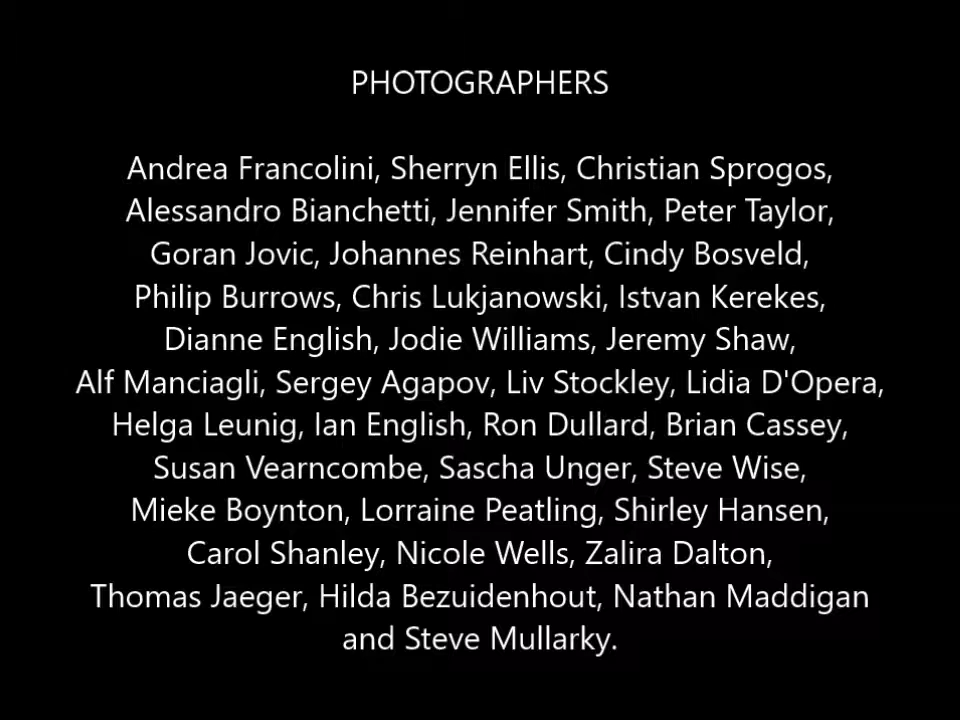 PHOTOGRAPHERS
Andrea Francolini, Sherryn Ellis, Christian Sprogos,
Alessandro Bianchetti, Jennifer Smith, Peter Taylor,
Goran Jovic, Johannes Reinhart, Cindy Bosveld,
Philip Burrows, Chris Lukjanowski, Istvan Kerekes,
Dianne English, Jodie Williams, Jeremy Shaw,
Alf Manciagli, Sergey Agapov, Liv Stockley, Lidia D'Opera,
Helga Leunig, Ian English, Ron Dullard, Brian Cassey,
Susan Vearncombe, Sascha Unger, Steve Wise,
Mieke Boynton, Lorraine Peatling, Shirley Hansen,
Carol Shanley, Nicole Wells, Zalira Dalton,
Thomas Jaeger, Hilda Bezuidenhout, Nathan Maddigan
and Steve Mullarky.